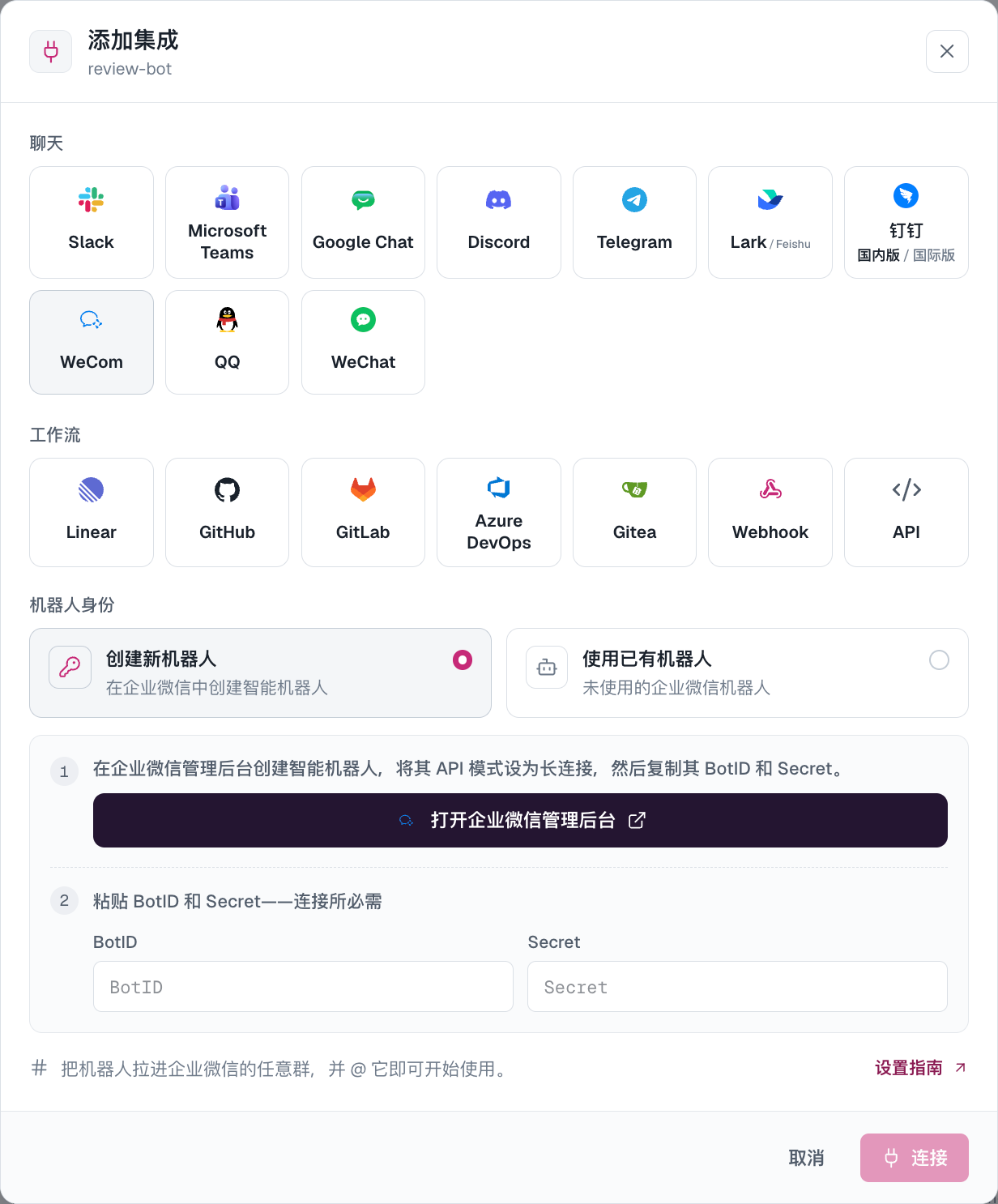 添加集成
review-bot
聊天
Slack
Microsoft
Teams
Google Chat
Discord
Telegram
Lark / Feishu
钉钉
国内版 / 国际版
WeCom
QQ
WeChat
工作流
Linear
GitHub
GitLab
Azure
DevOps
Gitea
Webhook
API
机器人身份
创建新机器人
在企业微信中创建智能机器人
使用已有机器人
未使用的企业微信机器人
1 在企业微信管理后台创建智能机器人，将其 API 模式设为长连接，然后复制其 BotID 和 Secret。
打开企业微信管理后台
2 粘贴 BotID 和 Secret——连接所必需
BotID
Secret
BotID
Secret
# 把机器人拉进企业微信的任意群，并 @ 它即可开始使用。
设置指南
取消
连接